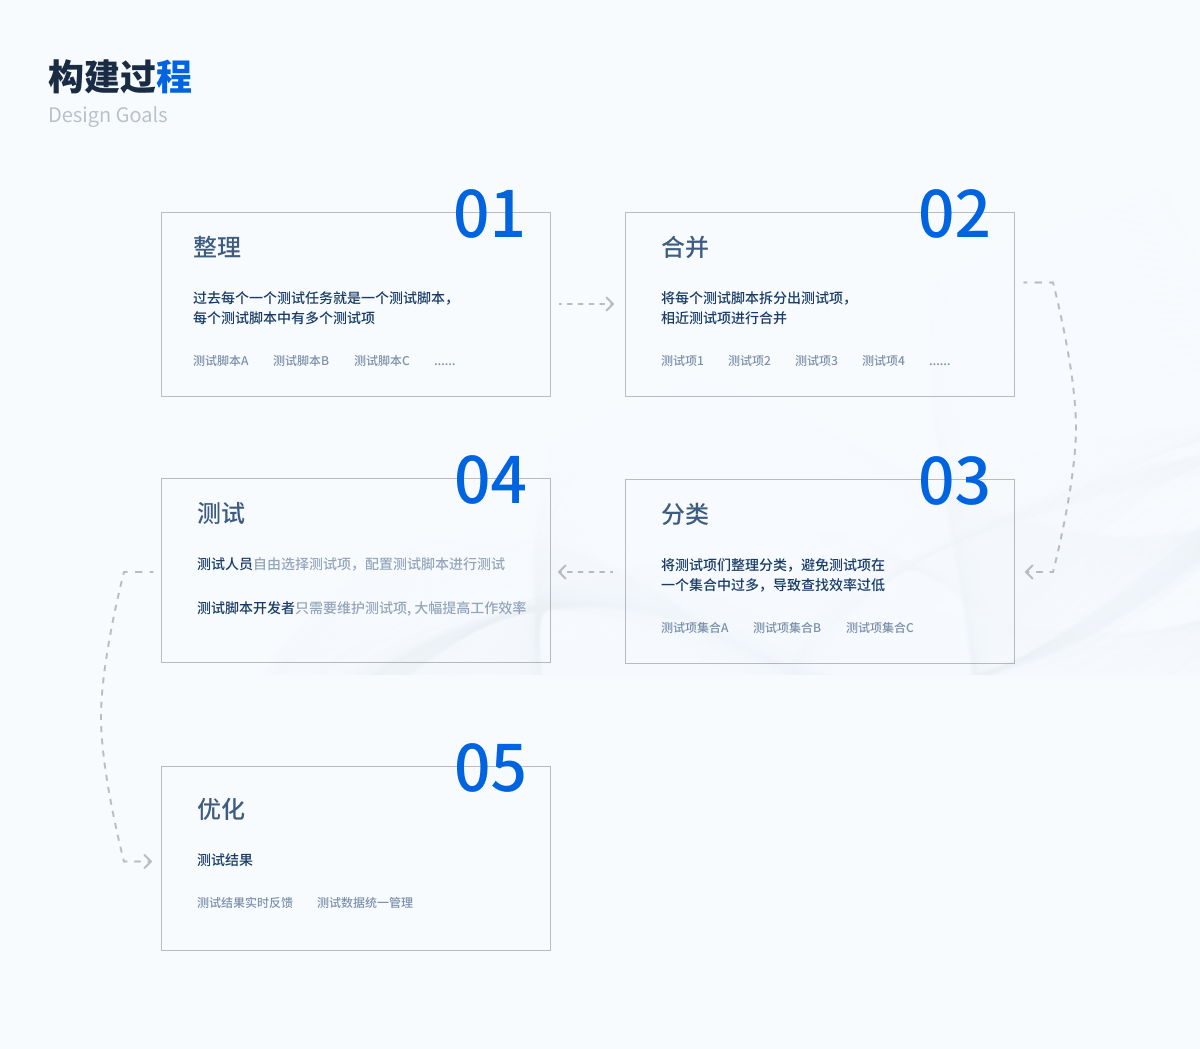 构建过程
Design Goals
01
整理
过去每个一个测试任务就是一个测试脚本，
每个测试脚本中有多个测试项
测试脚本A 测试脚本B 测试脚本C ......
02
合并
将每个测试脚本拆分出测试项，
相近测试项进行合并
测试项1 测试项2 测试项3 测试项4 ......
03
分类
将测试项们整理分类，避免测试项在
一个集合中过多，导致查找效率过低
测试项集合A 测试项集合B 测试项集合C
04
测试
测试人员自由选择测试项，配置测试脚本进行测试
测试脚本开发者只需要维护测试项, 大幅提高工作效率
05
优化
测试结果
测试结果实时反馈 测试数据统一管理